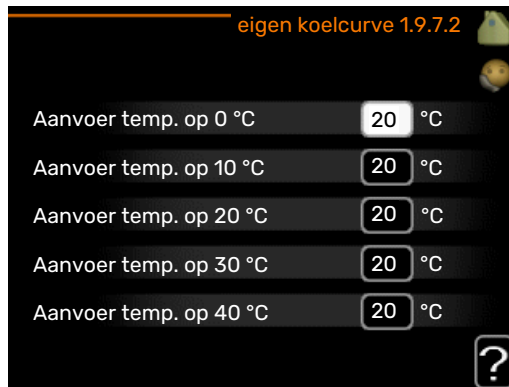 eigen koelcurve 1.9.7.2
Aanvoer temp. op 0 °C 20 °C
Aanvoer temp. op 10 °C 20 °C
Aanvoer temp. op 20 °C 20 °C
Aanvoer temp. op 30 °C 20 °C
Aanvoer temp. op 40 °C 20 °C
?